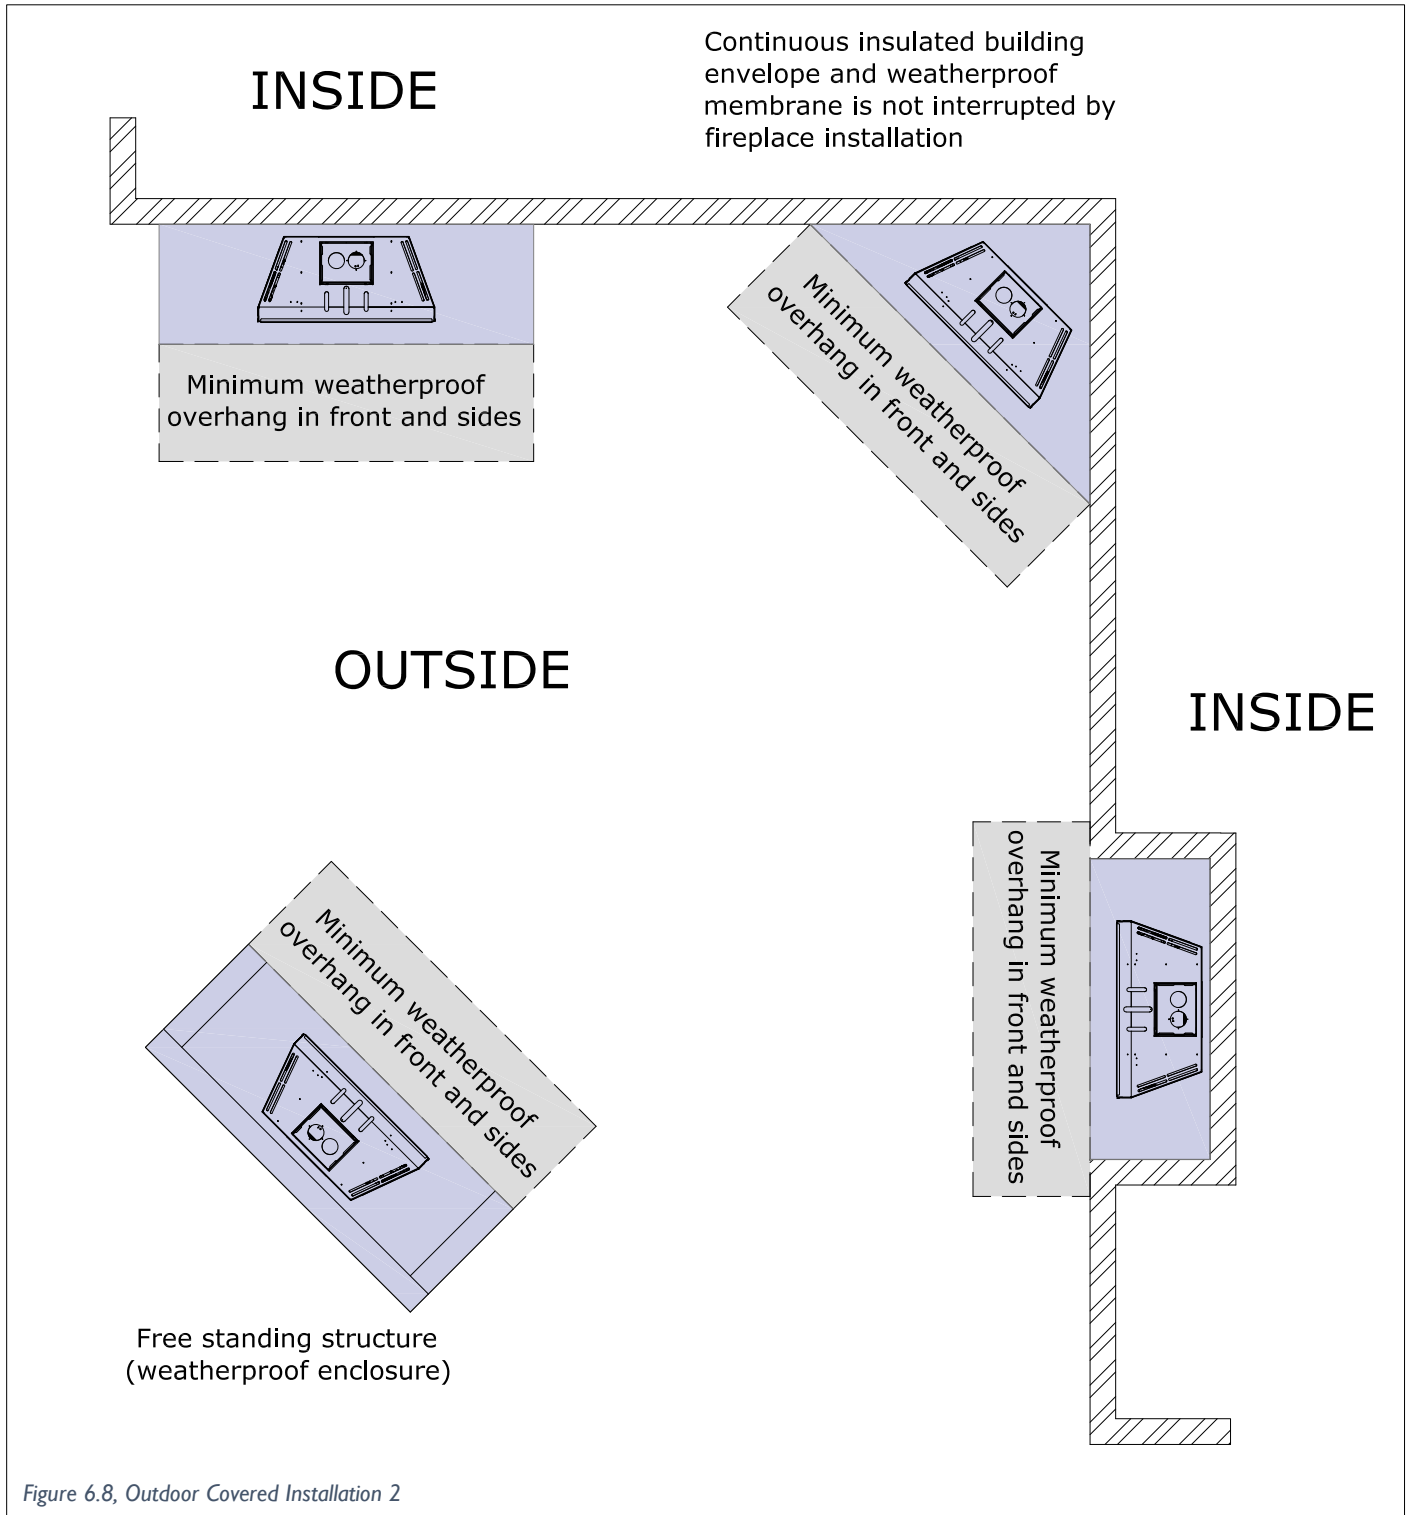 Continuous insulated building
envelope and weatherproof
membrane is not interrupted by
fireplace installation
INSIDE
Minimum weatherproof
overhang in front and sides
Minimum weatherproof
overhang in front and sides
OUTSIDE
INSIDE
Minimum weatherproof
overhang in front and sides
Minimum weatherproof
overhang in front and sides
Free standing structure
(weatherproof enclosure)
Figure 6.8, Outdoor Covered Installation 2